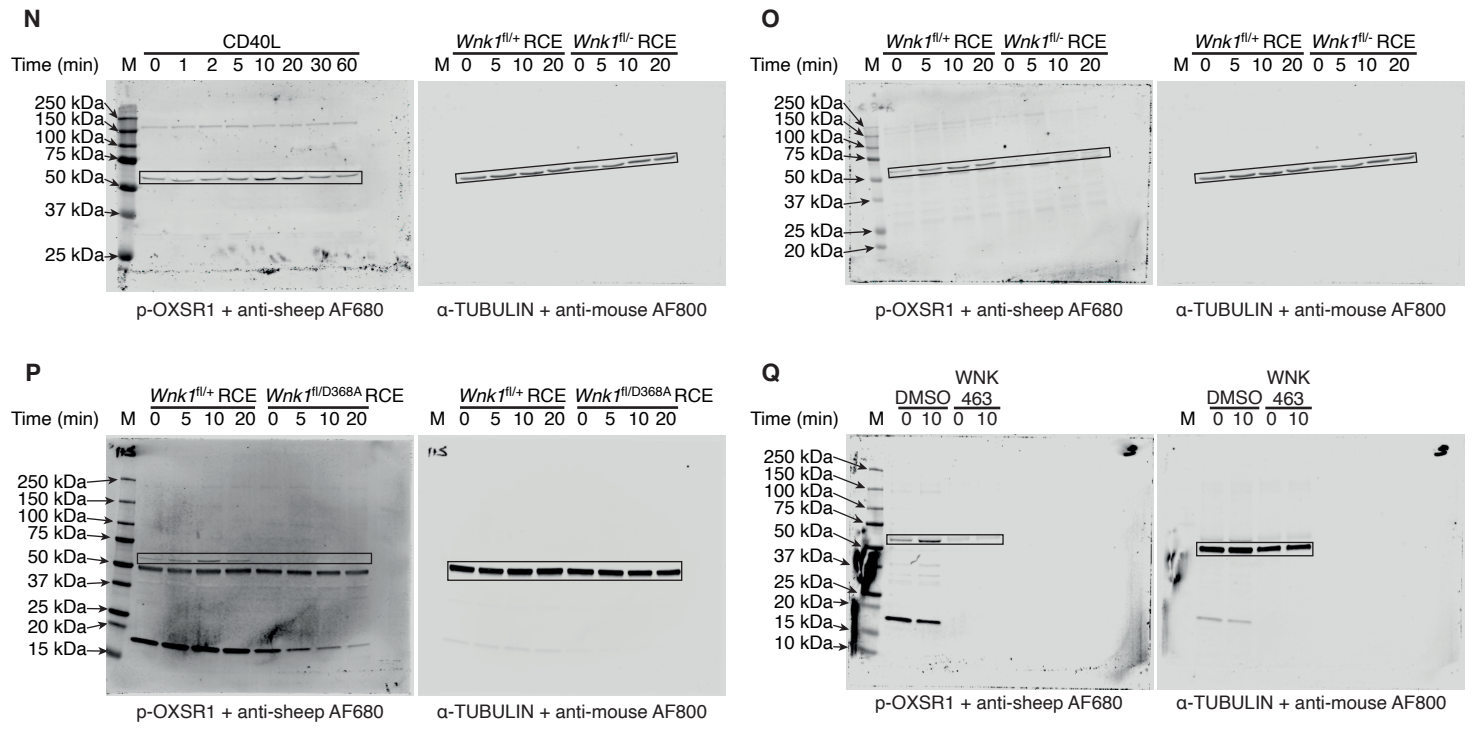 N
CD40L
Time (min) M 0 1 2 5 10 20 30 60
250 kDa
150 kDa
100 kDa
75 kDa
50 kDa
37 kDa
25 kDa
p-OXSR1 + anti-sheep AF680
Wnk1fl/+ RCE Wnk1fl/- RCE
M 0 5 10 20 0 5 10 20
α-TUBULIN + anti-mouse AF800
O
Wnk1fl/+ RCE Wnk1fl/- RCE
Time (min) M 0 5 10 20 0 5 10 20
250 kDa
150 kDa
100 kDa
75 kDa
50 kDa
37 kDa
25 kDa
20 kDa
p-OXSR1 + anti-sheep AF680
Wnk1fl/+ RCE Wnk1fl/- RCE
M 0 5 10 20 0 5 10 20
α-TUBULIN + anti-mouse AF800
P
Wnk1fl/+ RCE Wnk1fl/D368A RCE
Time (min) M 0 5 10 20 0 5 10 20
250 kDa
150 kDa
100 kDa
75 kDa
50 kDa
37 kDa
25 kDa
20 kDa
15 kDa
p-OXSR1 + anti-sheep AF680
Wnk1fl/+ RCE Wnk1fl/D368A RCE
M 0 5 10 20 0 5 10 20
α-TUBULIN + anti-mouse AF800
Q
WNK
DMSO 463
Time (min) M 0 10 0 10
250 kDa
150 kDa
100 kDa
75 kDa
50 kDa
37 kDa
25 kDa
20 kDa
15 kDa
10 kDa
3
p-OXSR1 + anti-sheep AF680
WNK
DMSO 463
M 0 10 0 10
3
α-TUBULIN + anti-mouse AF800